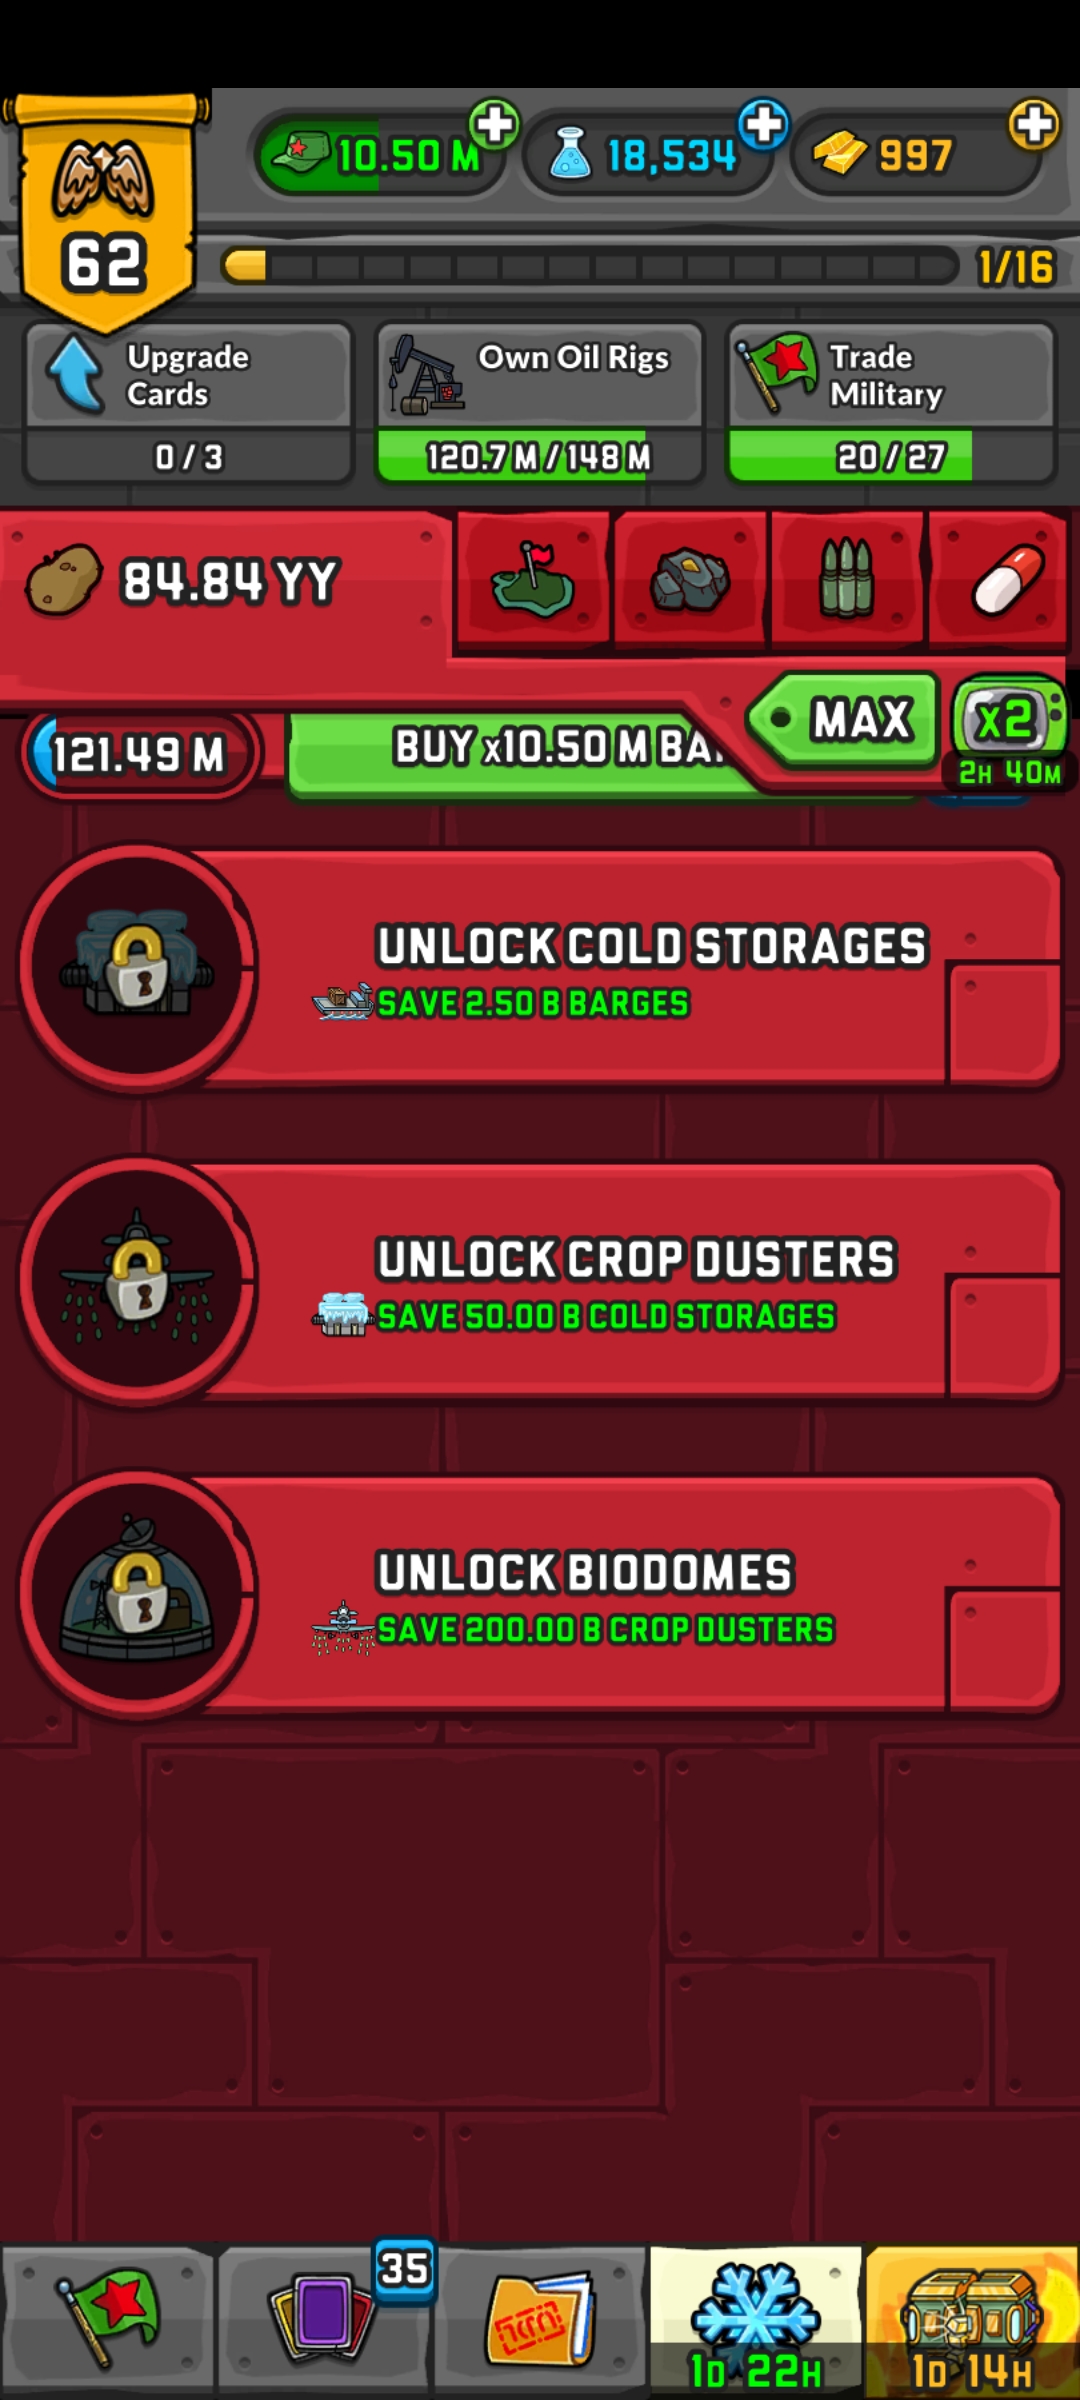 10.50 M
18,534
997
62
1/16
Upgrade
Cards
0 / 3
Own Oil Rigs
120.7 M / 148 M
Trade
Military
20 / 27
84.84 YY
MAX
x2
2H 40M
121.49 M
BUY x10.50 M BA
UNLOCK COLD STORAGES
SAVE 2.50 B BARGES
UNLOCK CROP DUSTERS
SAVE 50.00 B COLD STORAGES
UNLOCK BIODOMES
SAVE 200.00 B CROP DUSTERS
35
1D 22H
1D 14H